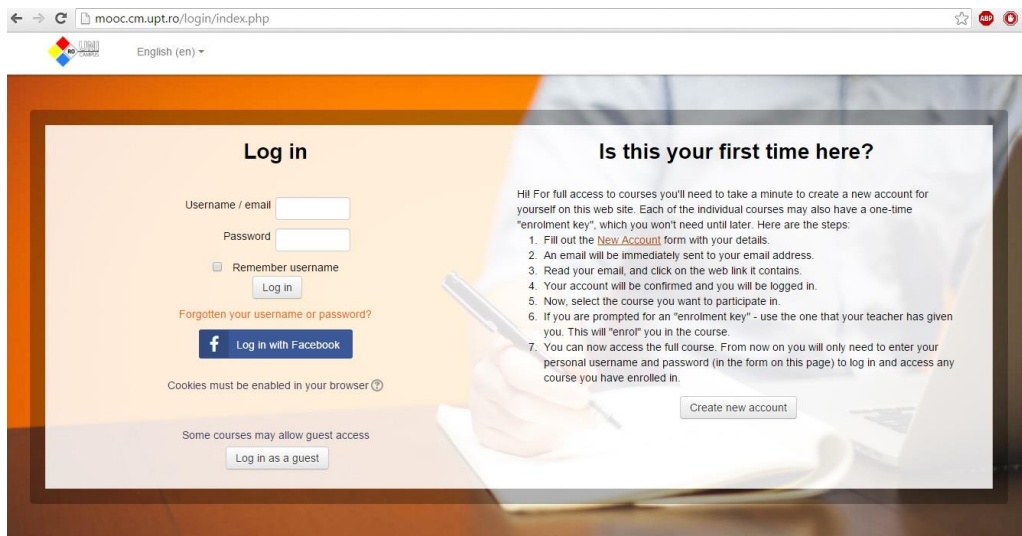 mooc.cm.upt.ro/login/index.php
ABP
RO UNI
CAMPUS
English (en)
Log in
Username / email
Password
Remember username
Log in
Forgotten your username or password?
f Log in with Facebook
Cookies must be enabled in your browser ?
Some courses may allow guest access
Log in as a guest
Is this your first time here?
Hi! For full access to courses you'll need to take a minute to create a new account for
yourself on this web site. Each of the individual courses may also have a one-time
"enrolment key", which you won't need until later. Here are the steps:
1. Fill out the New Account form with your details.
2. An email will be immediately sent to your email address.
3. Read your email, and click on the web link it contains.
4. Your account will be confirmed and you will be logged in.
5. Now, select the course you want to participate in.
6. If you are prompted for an "enrolment key" - use the one that your teacher has given
you. This will "enrol" you in the course.
7. You can now access the full course. From now on you will only need to enter your
personal username and password (in the form on this page) to log in and access any
course you have enrolled in.
Create new account